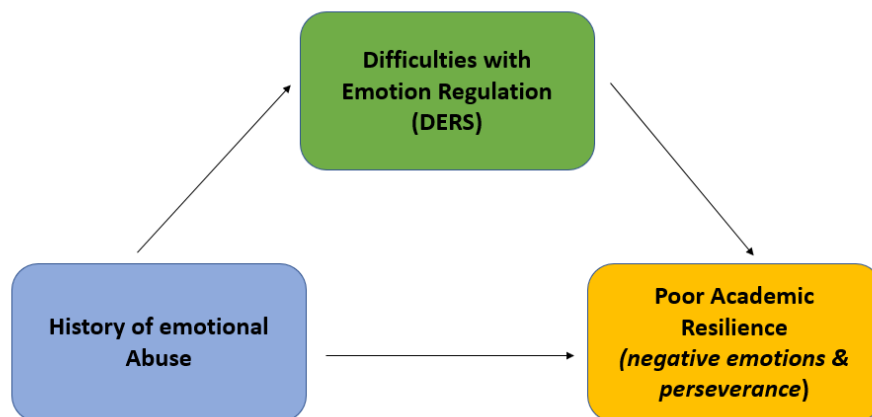 Difficulties with
Emotion Regulation
(DERS)
History of emotional
Abuse
Poor Academic
Resilience
(negative emotions &
perseverance)